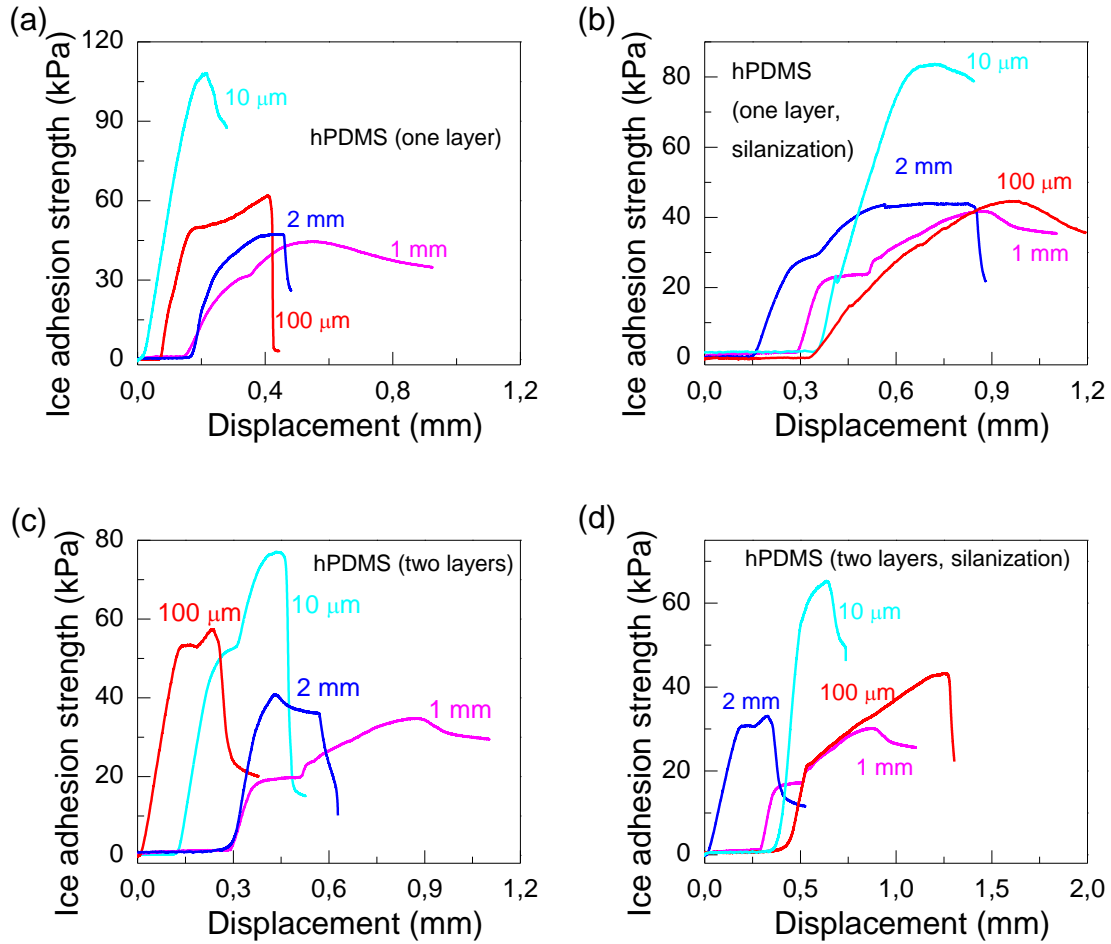 (a)
Ice adhesion strength (kPa)
120
90
60
30
0
10 μm
hPDMS (one layer)
2 mm
1 mm
100 μm
0,0
0,4
0,8
1,2
Displacement (mm)
(b)
Ice adhesion strength (kPa)
80
60
40
20
0
hPDMS
(one layer,
silanization)
10 μm
2 mm
100 μm
1 mm
0,0
0,3
0,6
0,9
1,2
Displacement (mm)
(c)
Ice adhesion strength (kPa)
80
60
40
20
0
hPDMS (two layers)
100 μm
10 μm
2 mm
1 mm
0,0
0,3
0,6
0,9
1,2
Displacement (mm)
(d)
Ice adhesion strength (kPa)
60
40
20
0
hPDMS (two layers, silanization)
10 μm
2 mm
100 μm
1 mm
0,0
0,5
1,0
1,5
2,0
Displacement (mm)